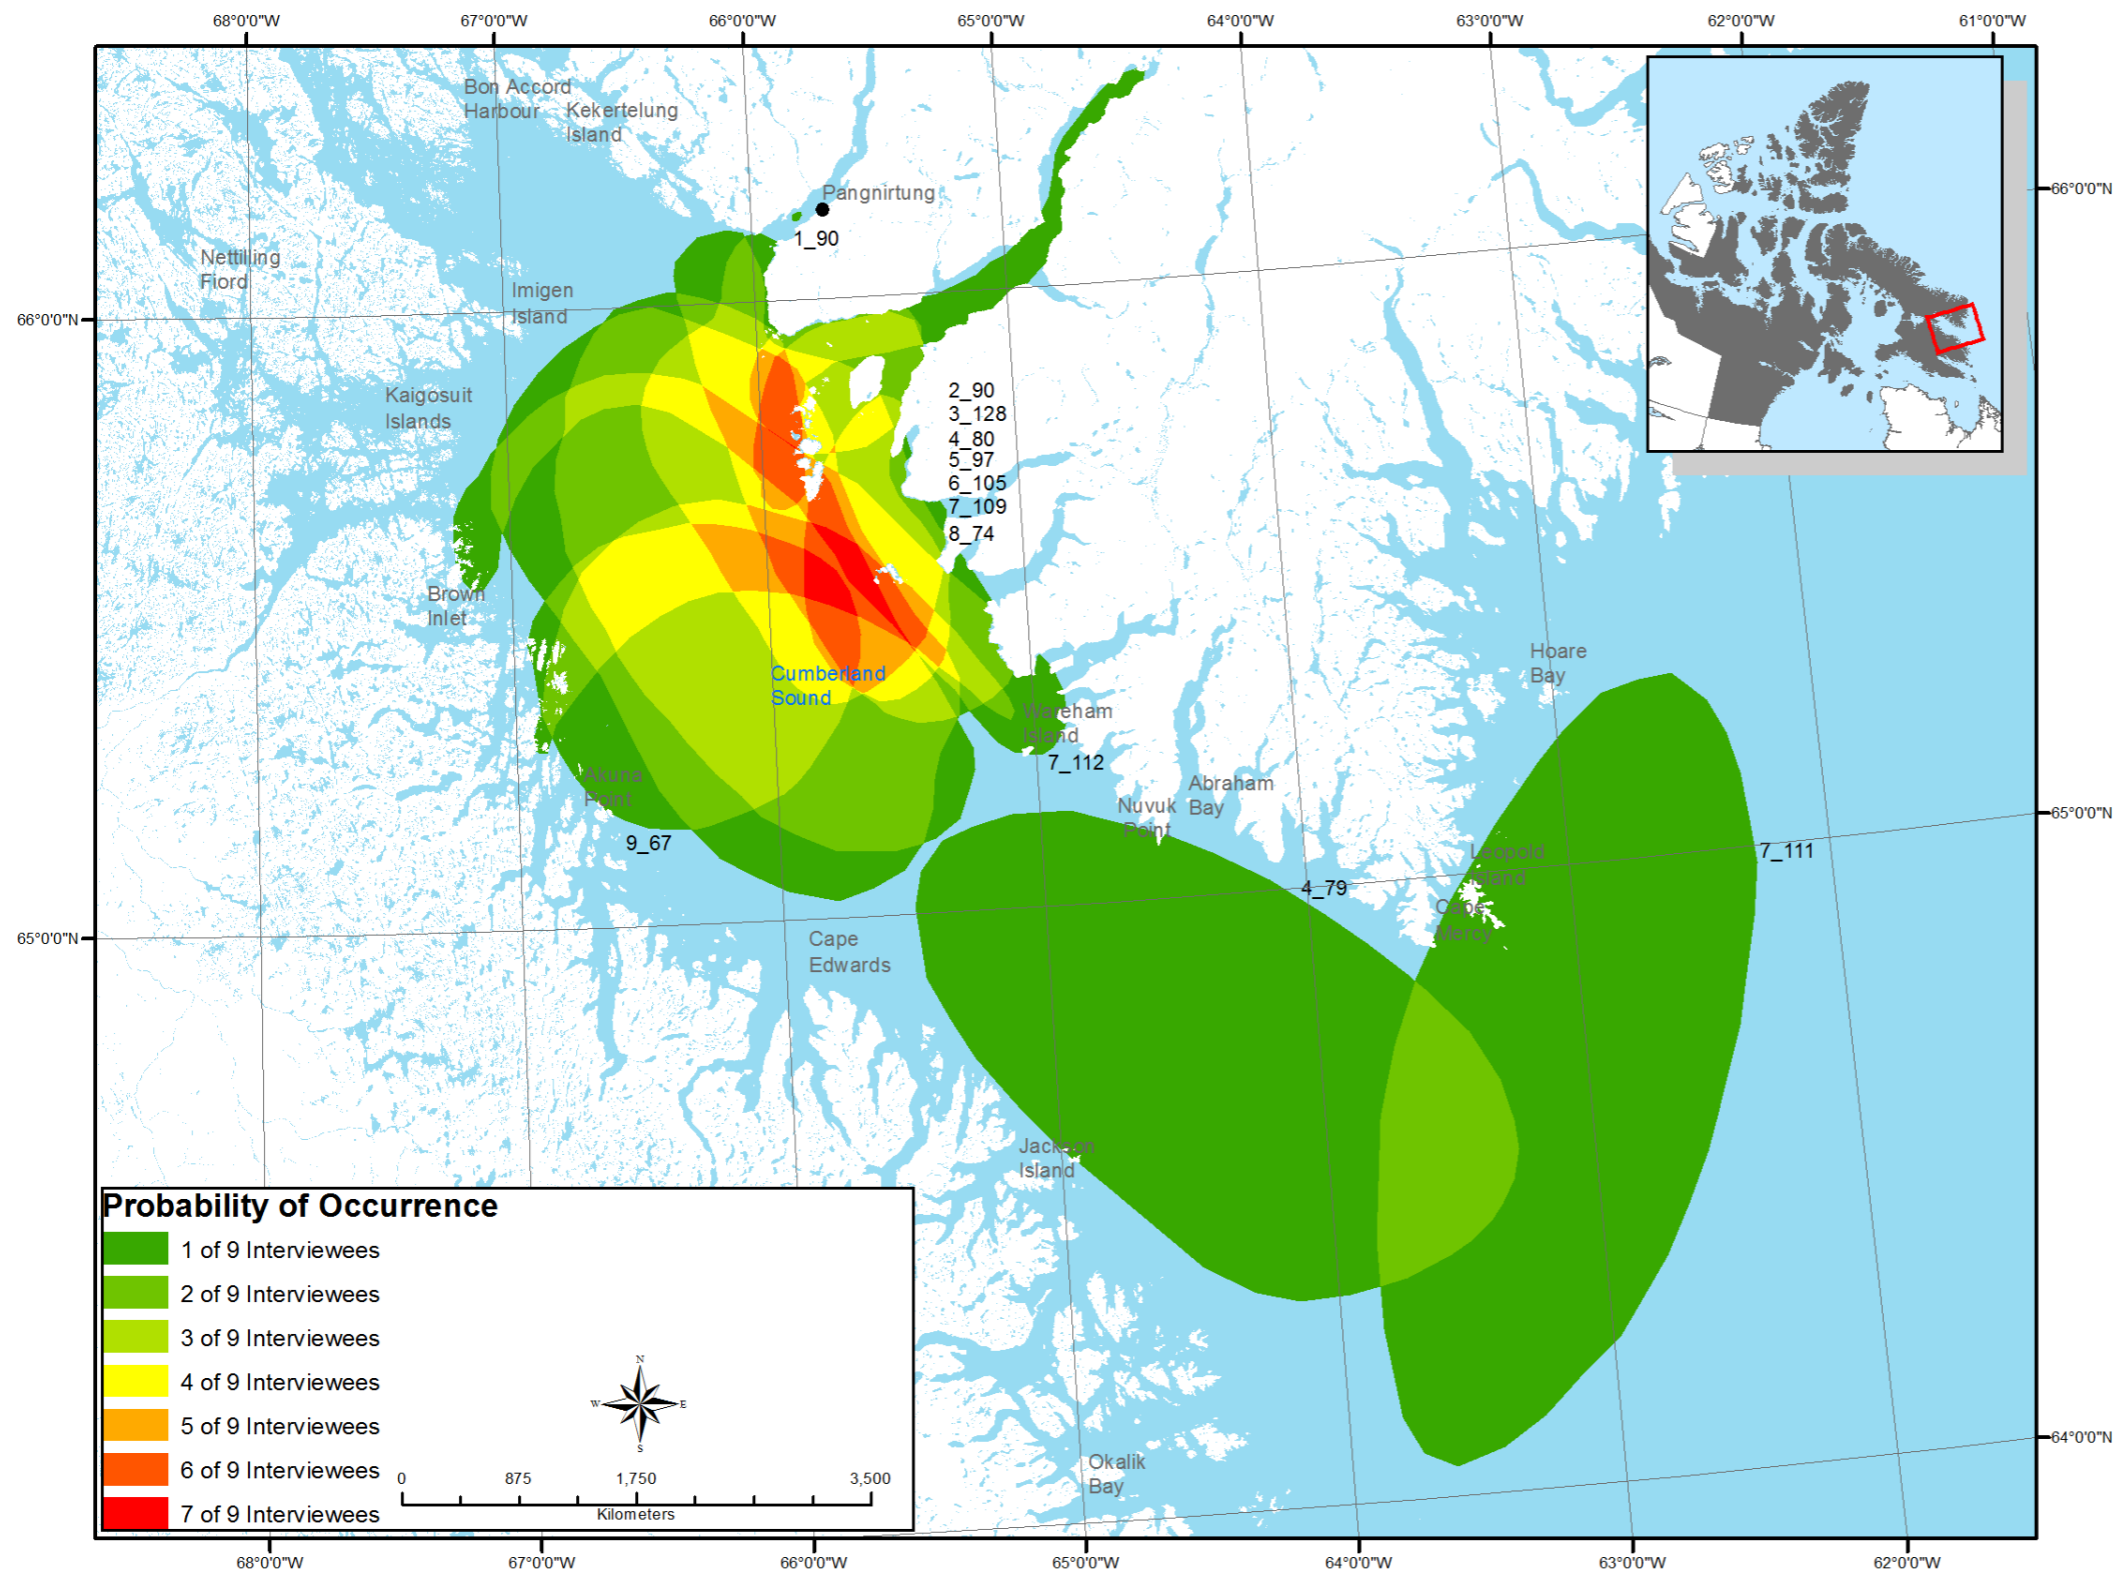 68°0'0"W 67°0'0"W 66°0'0"W 65°0'0"W 64°0'0"W 63°0'0"W 62°0'0"W 61°0'0"W
Bon Accord
Harbour
Kekertelung
Island
Pangnirtung
66°0'0"N
1_90
Nettilling
Fiord
Imigen
Island
66°0'0"N
Kaigosuit
Islands
2_90
3_128
4_80
5_97
6_105
7_109
8_74
Brown
Inlet
Hoare
Bay
Cumberland
Sound
Wareham
Island
7_112
Akuna
Point
Abraham
Bay
Nuvuk
Point
65°0'0"N
9_67
Leopold
Island
7_111
4_79
Cape
Mercy
65°0'0"N
Cape
Edwards
Jackson
Island
Probability of Occurrence
1 of 9 Interviewees
2 of 9 Interviewees
3 of 9 Interviewees
4 of 9 Interviewees
5 of 9 Interviewees
6 of 9 Interviewees
7 of 9 Interviewees
N
W E
S
0 875 1,750 3,500
Kilometers
64°0'0"N
Okalik
Bay
68°0'0"W 67°0'0"W 66°0'0"W 65°0'0"W 64°0'0"W 63°0'0"W 62°0'0"W